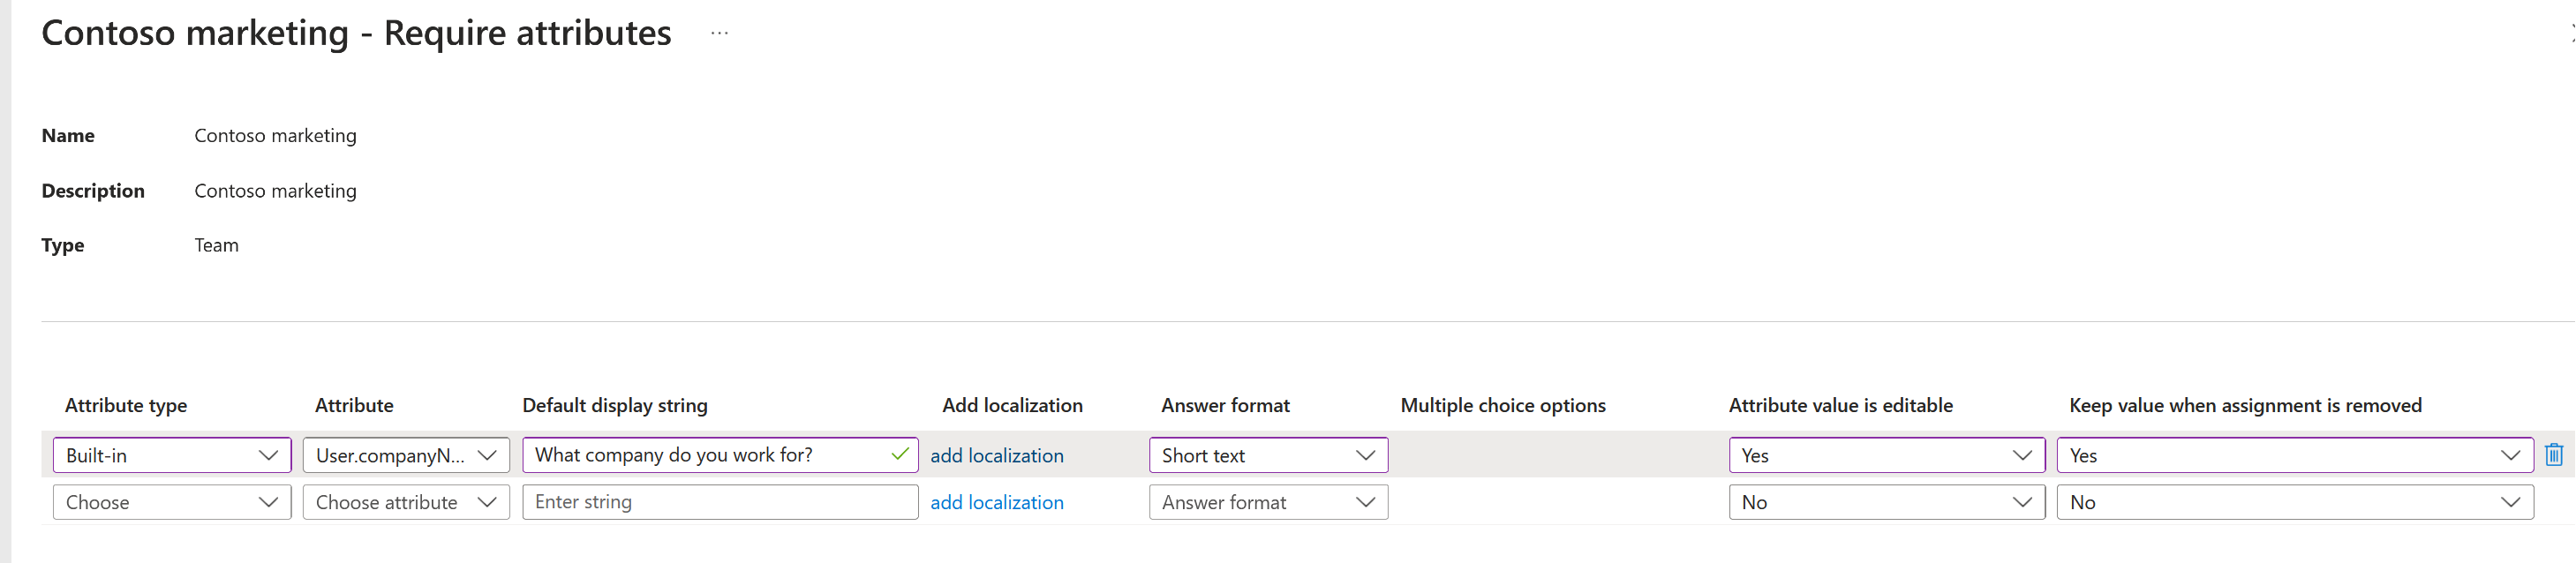 Contoso marketing - Require attributes ...
Name Contoso marketing
Description Contoso marketing
Type Team
Attribute type Attribute Default display string Add localization Answer format Multiple choice options Attribute value is editable Keep value when assignment is removed
Built-in User.companyN... What company do you work for? add localization Short text Yes Yes
Choose Choose attribute Enter string add localization Answer format No No